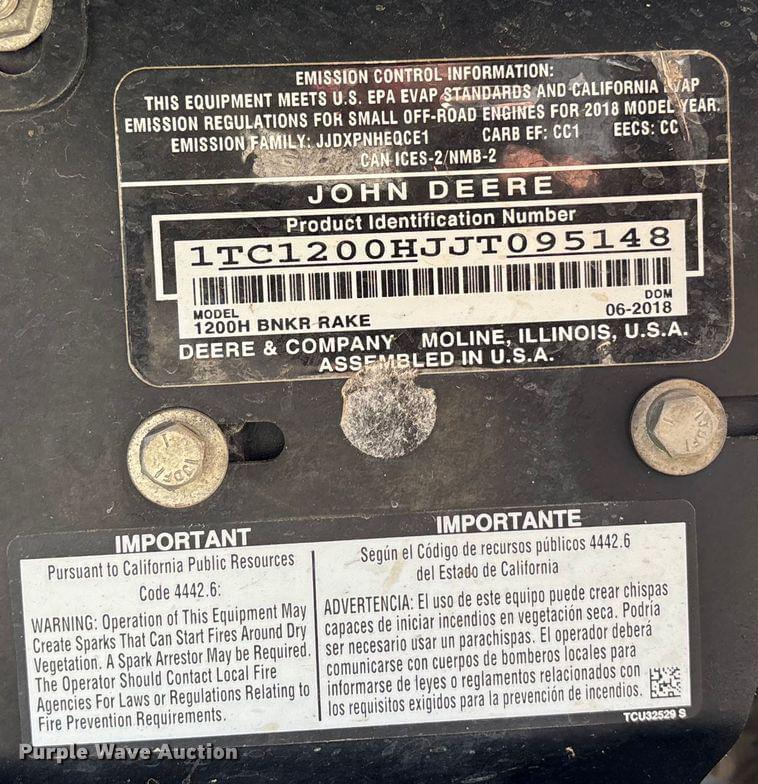 EMISSION CONTROL INFORMATION:
THIS EQUIPMENT MEETS U.S. EPA EVAP STANDARDS AND CALIFORNIA EVAP
EMISSION REGULATIONS FOR SMALL OFF-ROAD ENGINES FOR 2018 MODEL YEAR.
EMISSION FAMILY: JJDXPNHEQCE1 CARB EF: CC1 EECS: CC
CAN ICES-2/NMB-2
JOHN DEERE
Product Identification Number
1TC1200HJJT095148
MODEL DOM
1200H BNKR RAKE 06-2018
DEERE & COMPANY MOLINE, ILLINOIS, U.S.A.
ASSEMBLED IN U.S.A.
IMPORTANT
Pursuant to California Public Resources
Code 4442.6:
WARNING: Operation of This Equipment May
Create Sparks That Can Start Fires Around Dry
Vegetation. A Spark Arrestor May be Required.
The Operator Should Contact Local Fire
Agencies For Laws or Regulations Relating to
Fire Prevention Requirements.
IMPORTANTE
Según el Código de recursos públicos 4442.6
del Estado de California
ADVERTENCIA: El uso de este equipo puede crear chispas
capaces de iniciar incendios en vegetación seca. Podría
ser necesario usar un parachispas. El operador deberá
comunicarse con cuerpos de bomberos locales para
informarse de leyes o reglamentos relacionados con
los requisitos exigidos para la prevención de incendios.
TCU32529 S
Purple Wave Auction